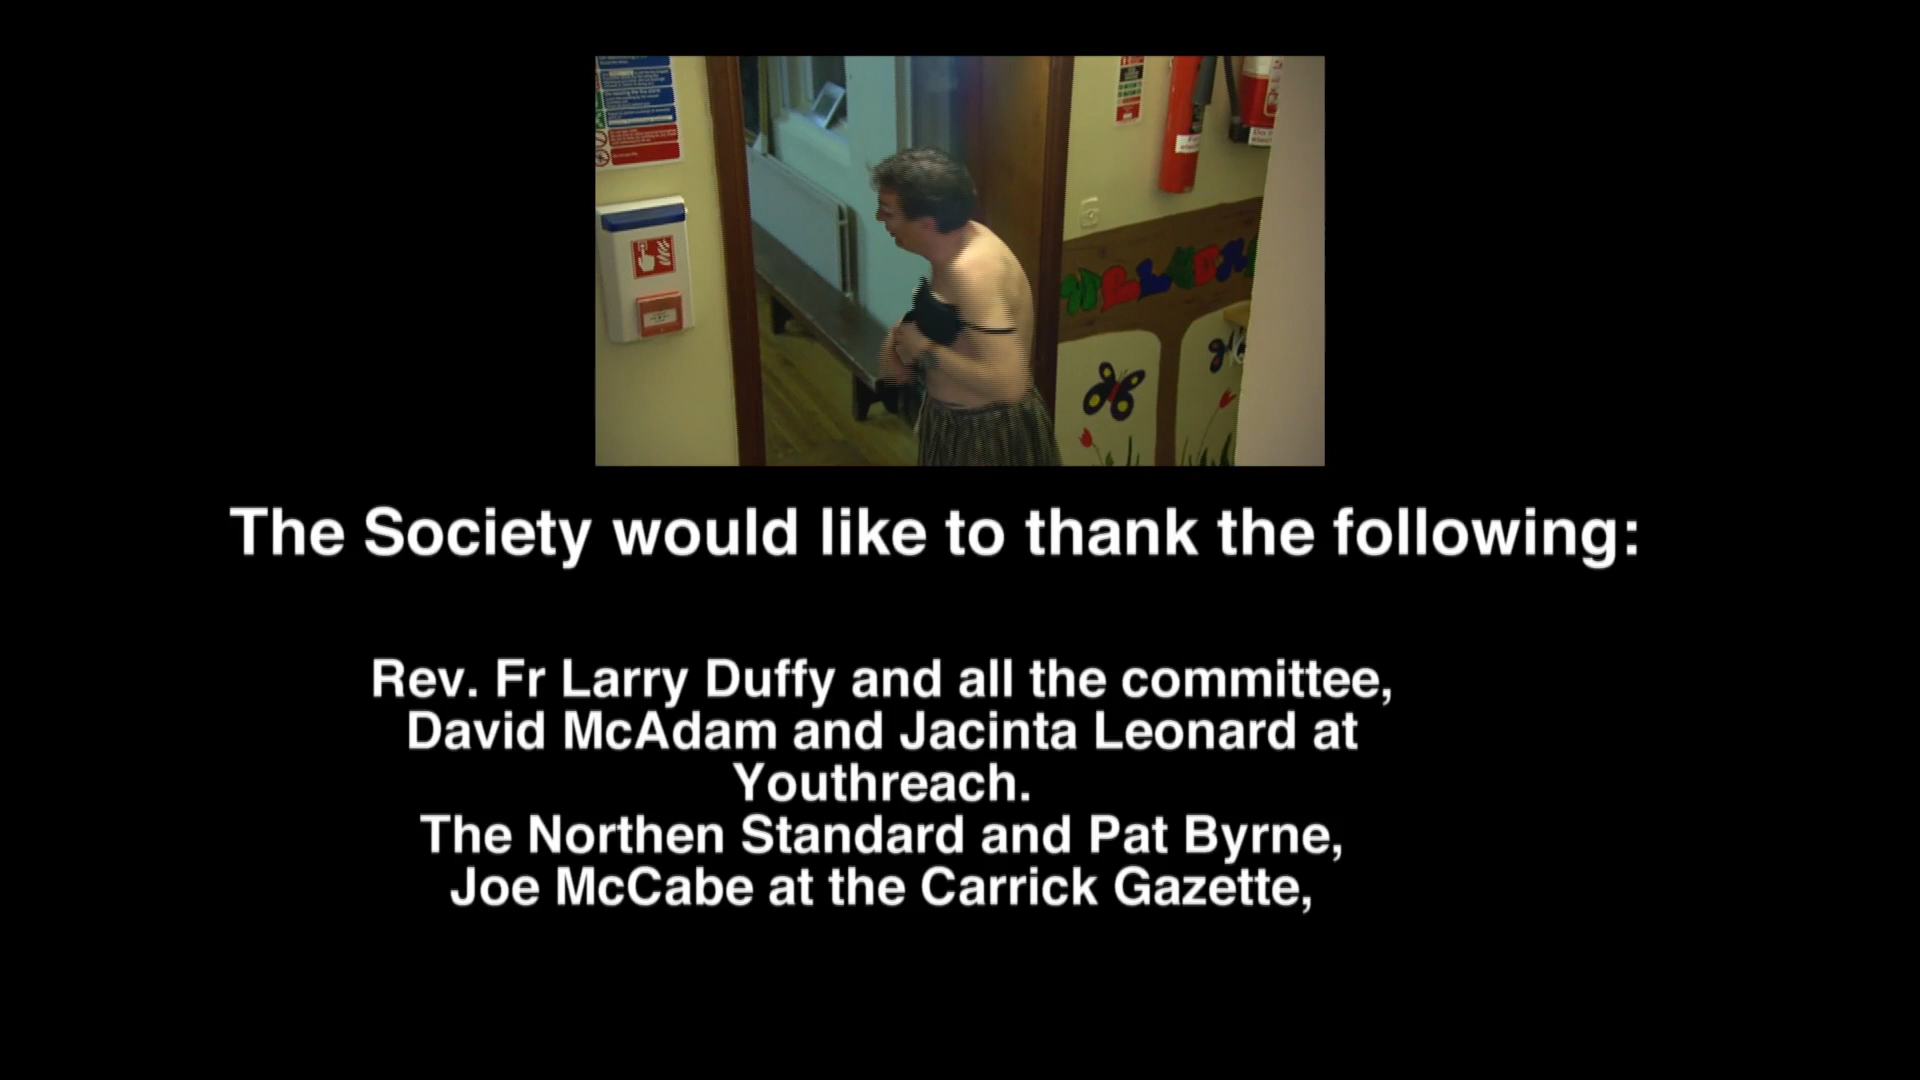 The Society would like to thank the following:
Rev. Fr Larry Duffy and all the committee,
David McAdam and Jacinta Leonard at
Youthreach.
The Northen Standard and Pat Byrne,
Joe McCabe at the Carrick Gazette,